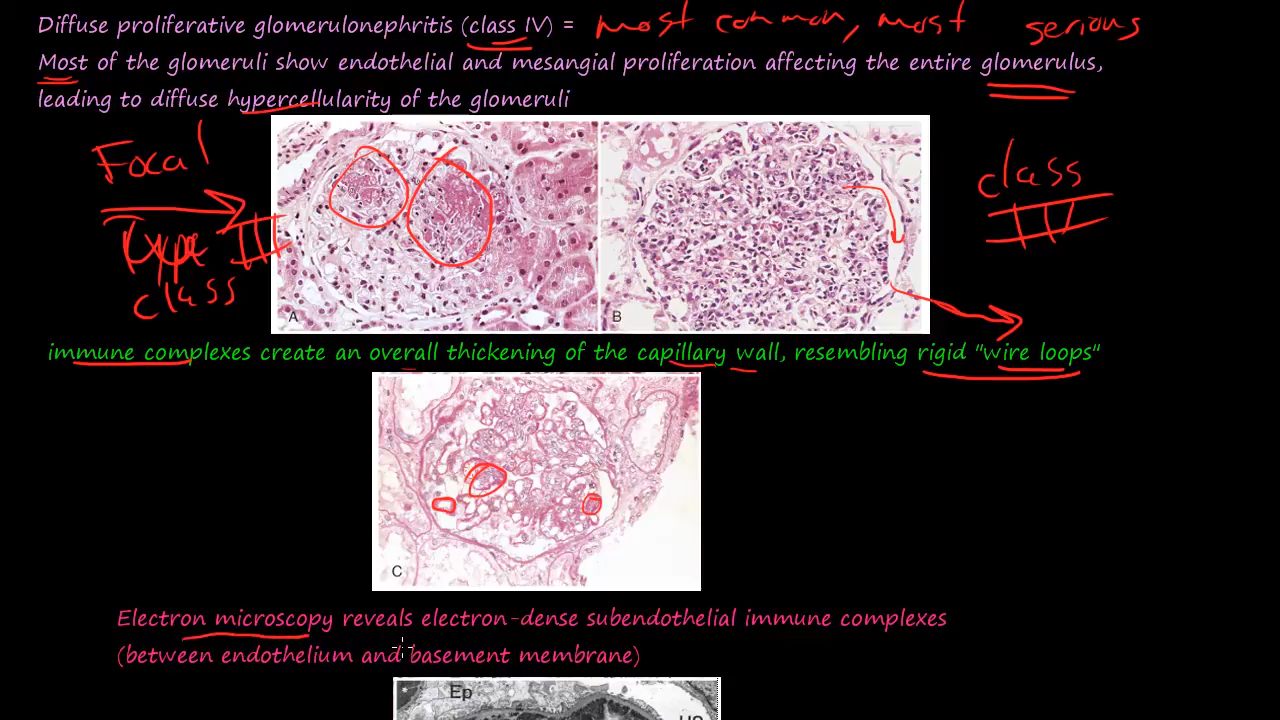 Diffuse proliferative glomerulonephritis (class IV) = most common, most serious
Most of the glomeruli show endothelial and mesangial proliferation affecting the entire glomerulus,
leading to diffuse hypercellularity of the glomeruli
Focal
Type III
class
class
IV
A
B
immune complexes create an overall thickening of the capillary wall, resembling rigid "wire loops"
C
Electron microscopy reveals electron-dense subendothelial immune complexes
(between endothelium and basement membrane)
Ep